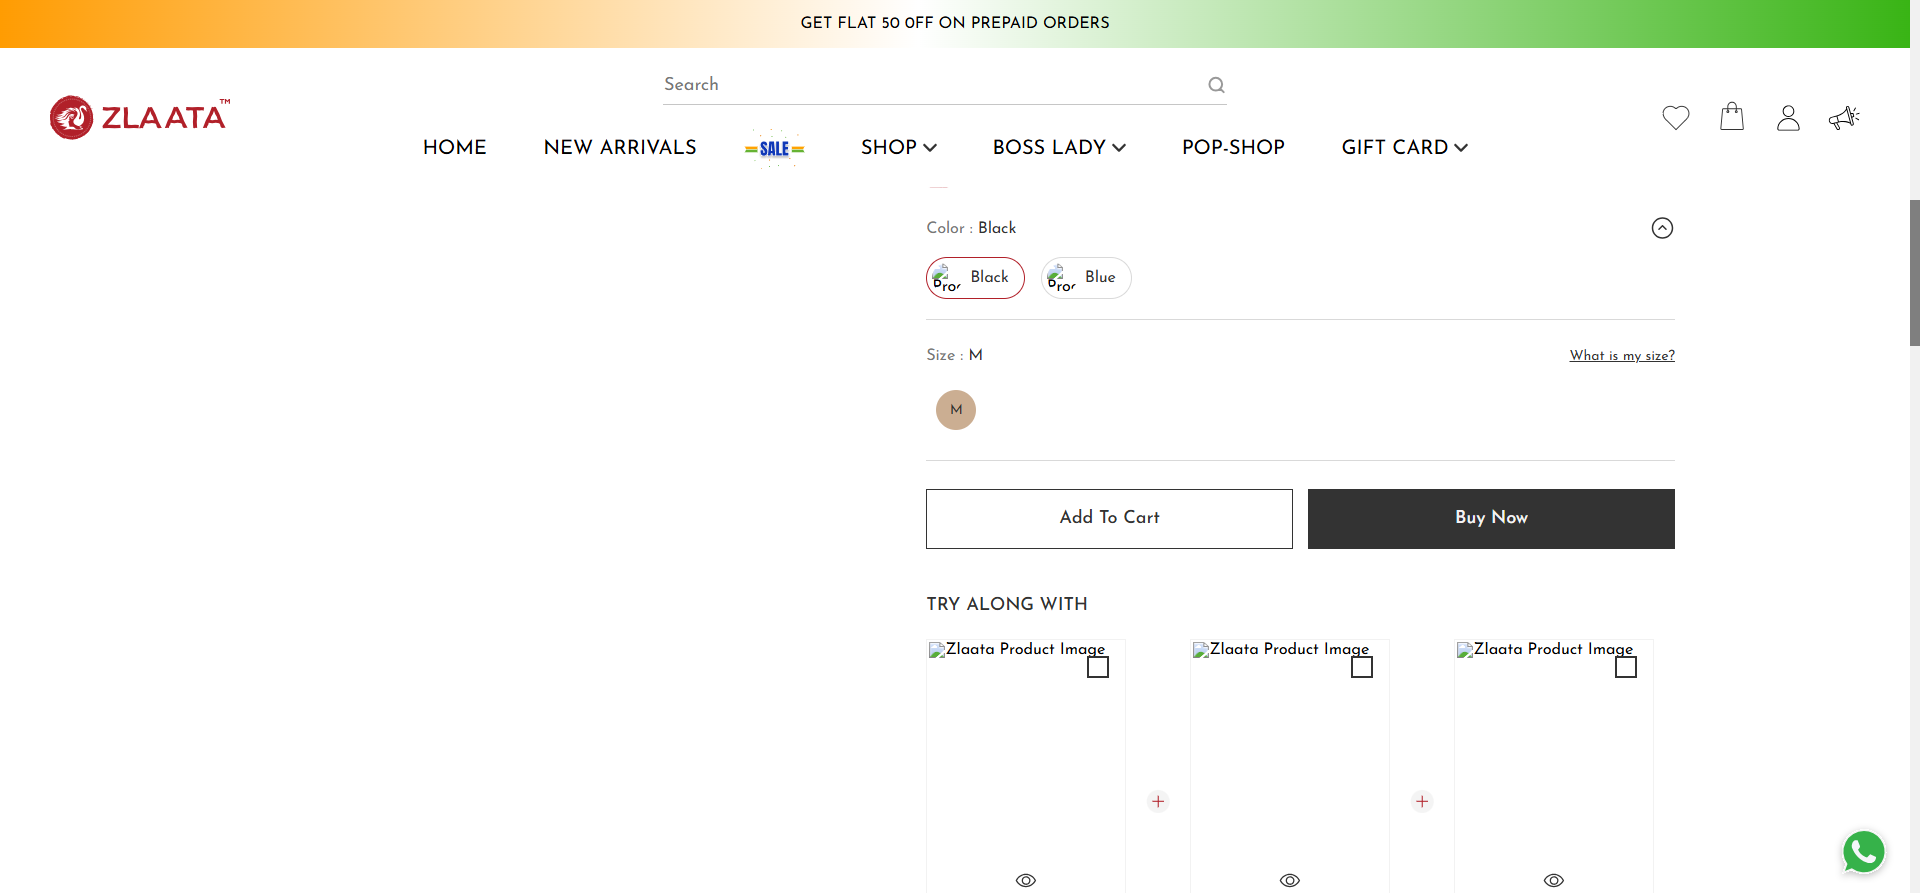 GET FLAT 50 OFF ON PREPAID ORDERS
Search
ZLAATA™
HOME
NEW ARRIVALS
SALE
SHOP
BOSS LADY
POP-SHOP
GIFT CARD
Color : Black
Black
Blue
Size : M
What is my size?
M
Add To Cart
Buy Now
TRY ALONG WITH
Zlaata Product Image
Zlaata Product Image
Zlaata Product Image